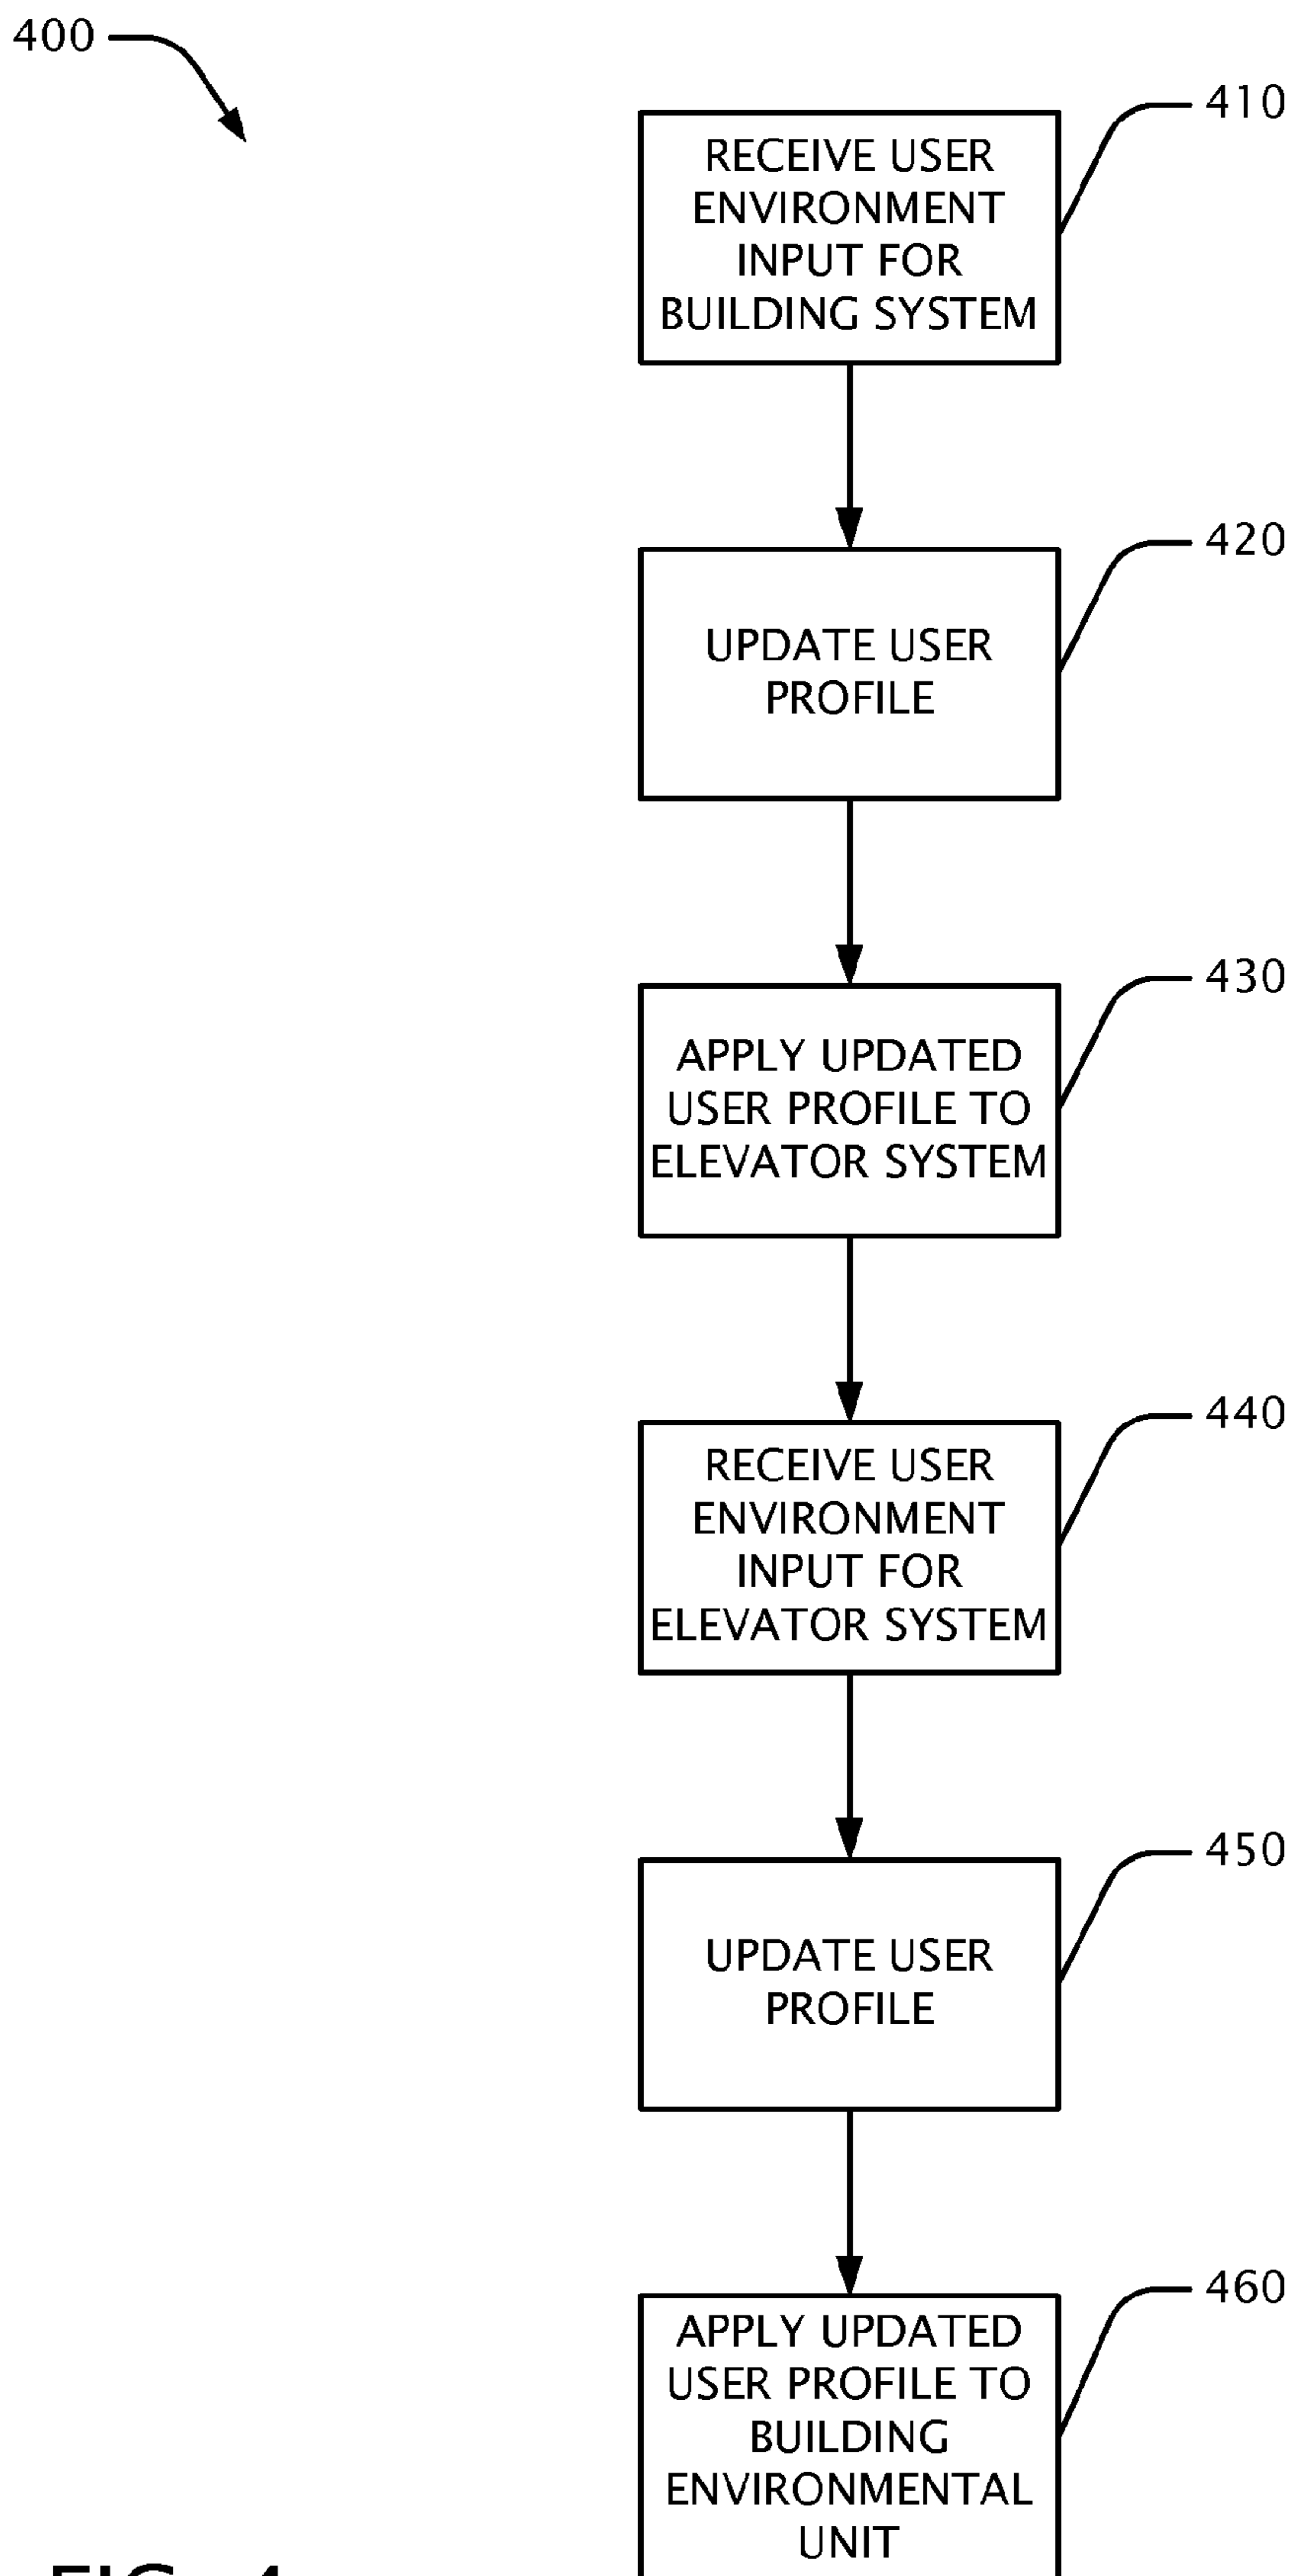 400
410
RECEIVE USER
ENVIRONMENT
INPUT FOR
BUILDING SYSTEM
420
UPDATE USER
PROFILE
430
APPLY UPDATED
USER PROFILE TO
ELEVATOR SYSTEM
440
RECEIVE USER
ENVIRONMENT
INPUT FOR
ELEVATOR SYSTEM
450
UPDATE USER
PROFILE
460
APPLY UPDATED
USER PROFILE TO
BUILDING
ENVIRONMENTAL
UNIT
FIG. 4